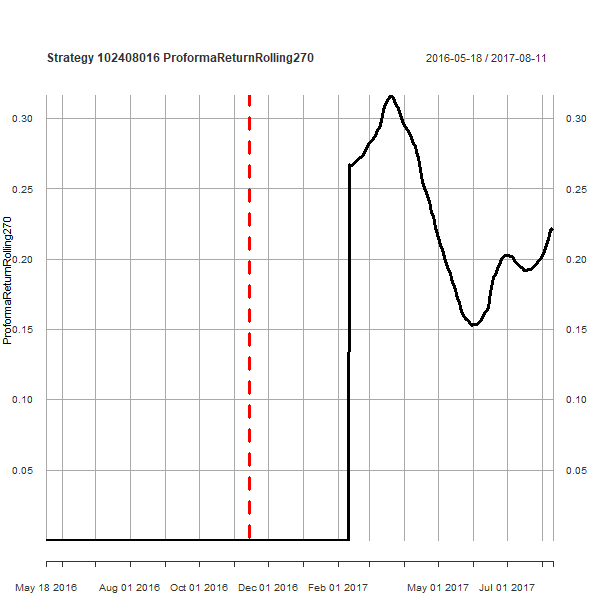 Strategy 102408016 ProformaReturnRolling270
2016-05-18 / 2017-08-11
ProformaReturnRolling270
0.30 0.30
0.25 0.25
0.20 0.20
0.15 0.15
0.10 0.10
0.05 0.05
May 18 2016 Aug 01 2016 Oct 01 2016 Dec 01 2016 Feb 01 2017 May 01 2017 Jul 01 2017